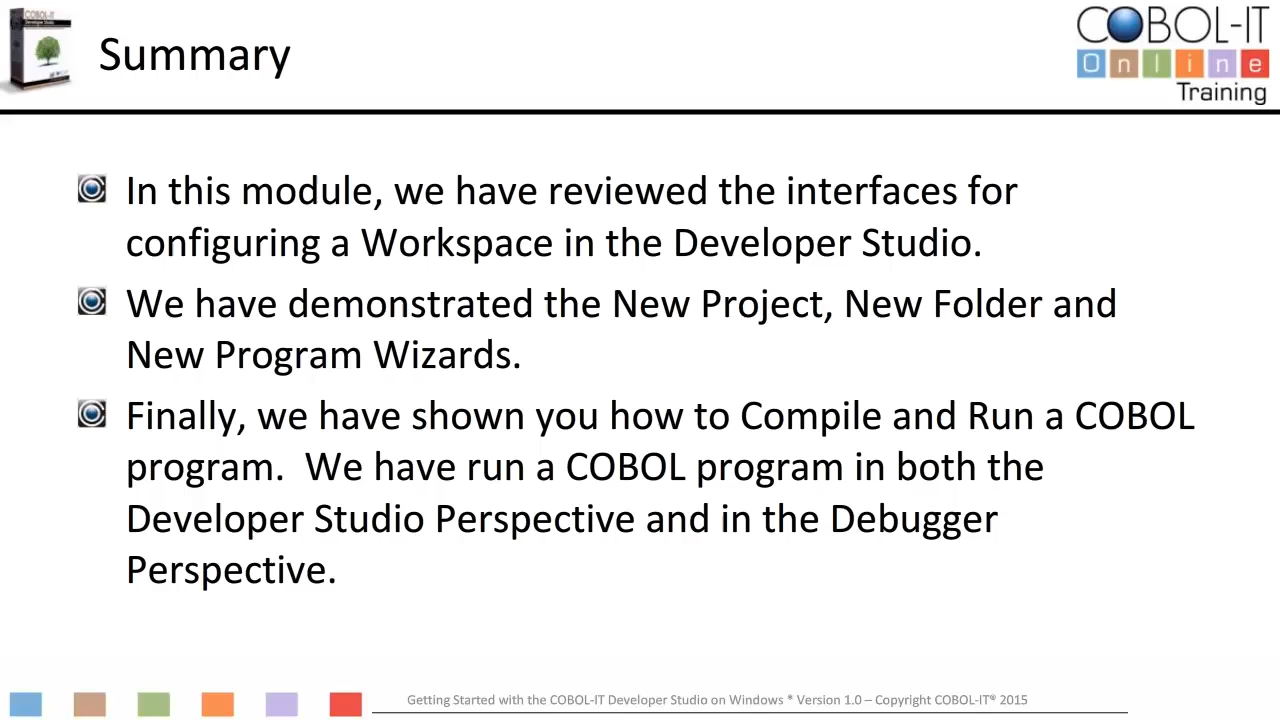 COBOL-IT
Developer Studio
Summary
COBOL-IT
Online
Training
In this module, we have reviewed the interfaces for
configuring a Workspace in the Developer Studio.
We have demonstrated the New Project, New Folder and
New Program Wizards.
Finally, we have shown you how to Compile and Run a COBOL
program.  We have run a COBOL program in both the
Developer Studio Perspective and in the Debugger
Perspective.
Getting Started with the COBOL-IT Developer Studio on Windows * Version 1.0 – Copyright COBOL-IT® 2015